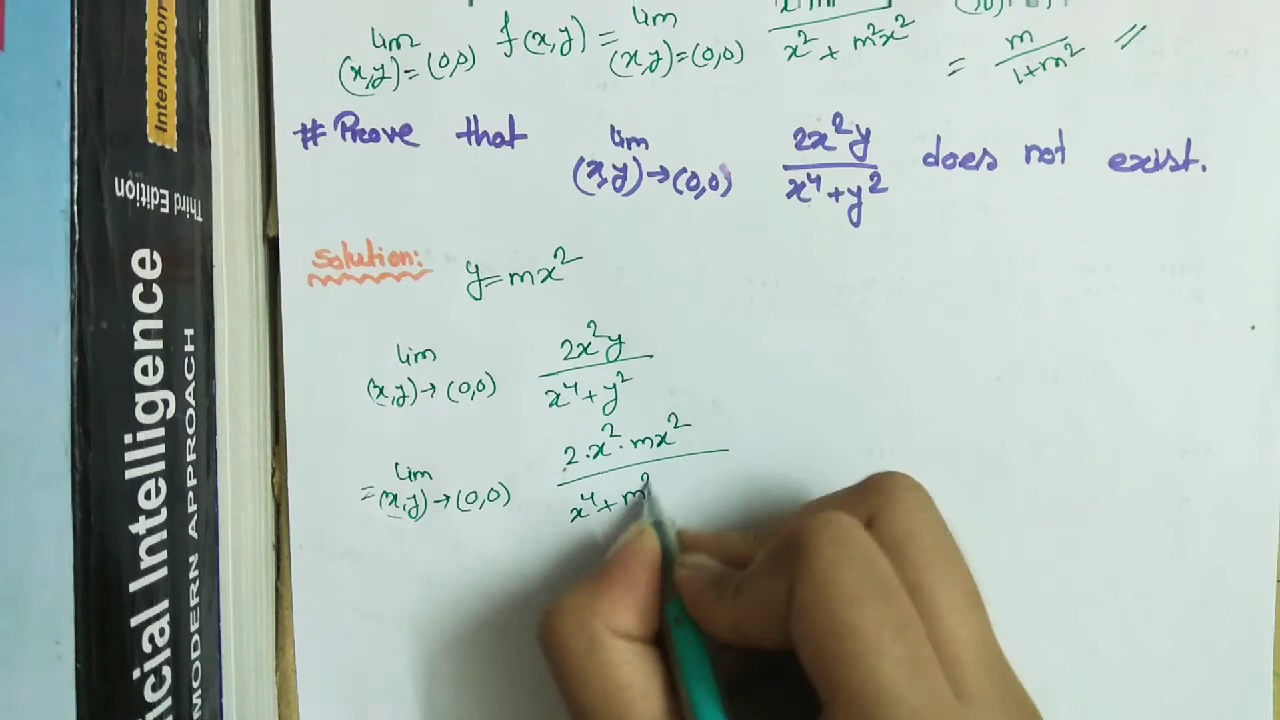 lim (x,y)=(0,0) f(x,y) = lim (x,y)=(0,0) x²+m²x² = m/1+m² //
# Prove that lim (x,y)→(0,0) 2x²y/x⁴+y² does not exist.
Solution: y=mx²
lim (x,y)→(0,0) 2x²y/x⁴+y²
= lim (x,y)→(0,0) 2·x²·mx²/x⁴+m²
International
Third Edition
icial Intelligence
MODERN APPROACH